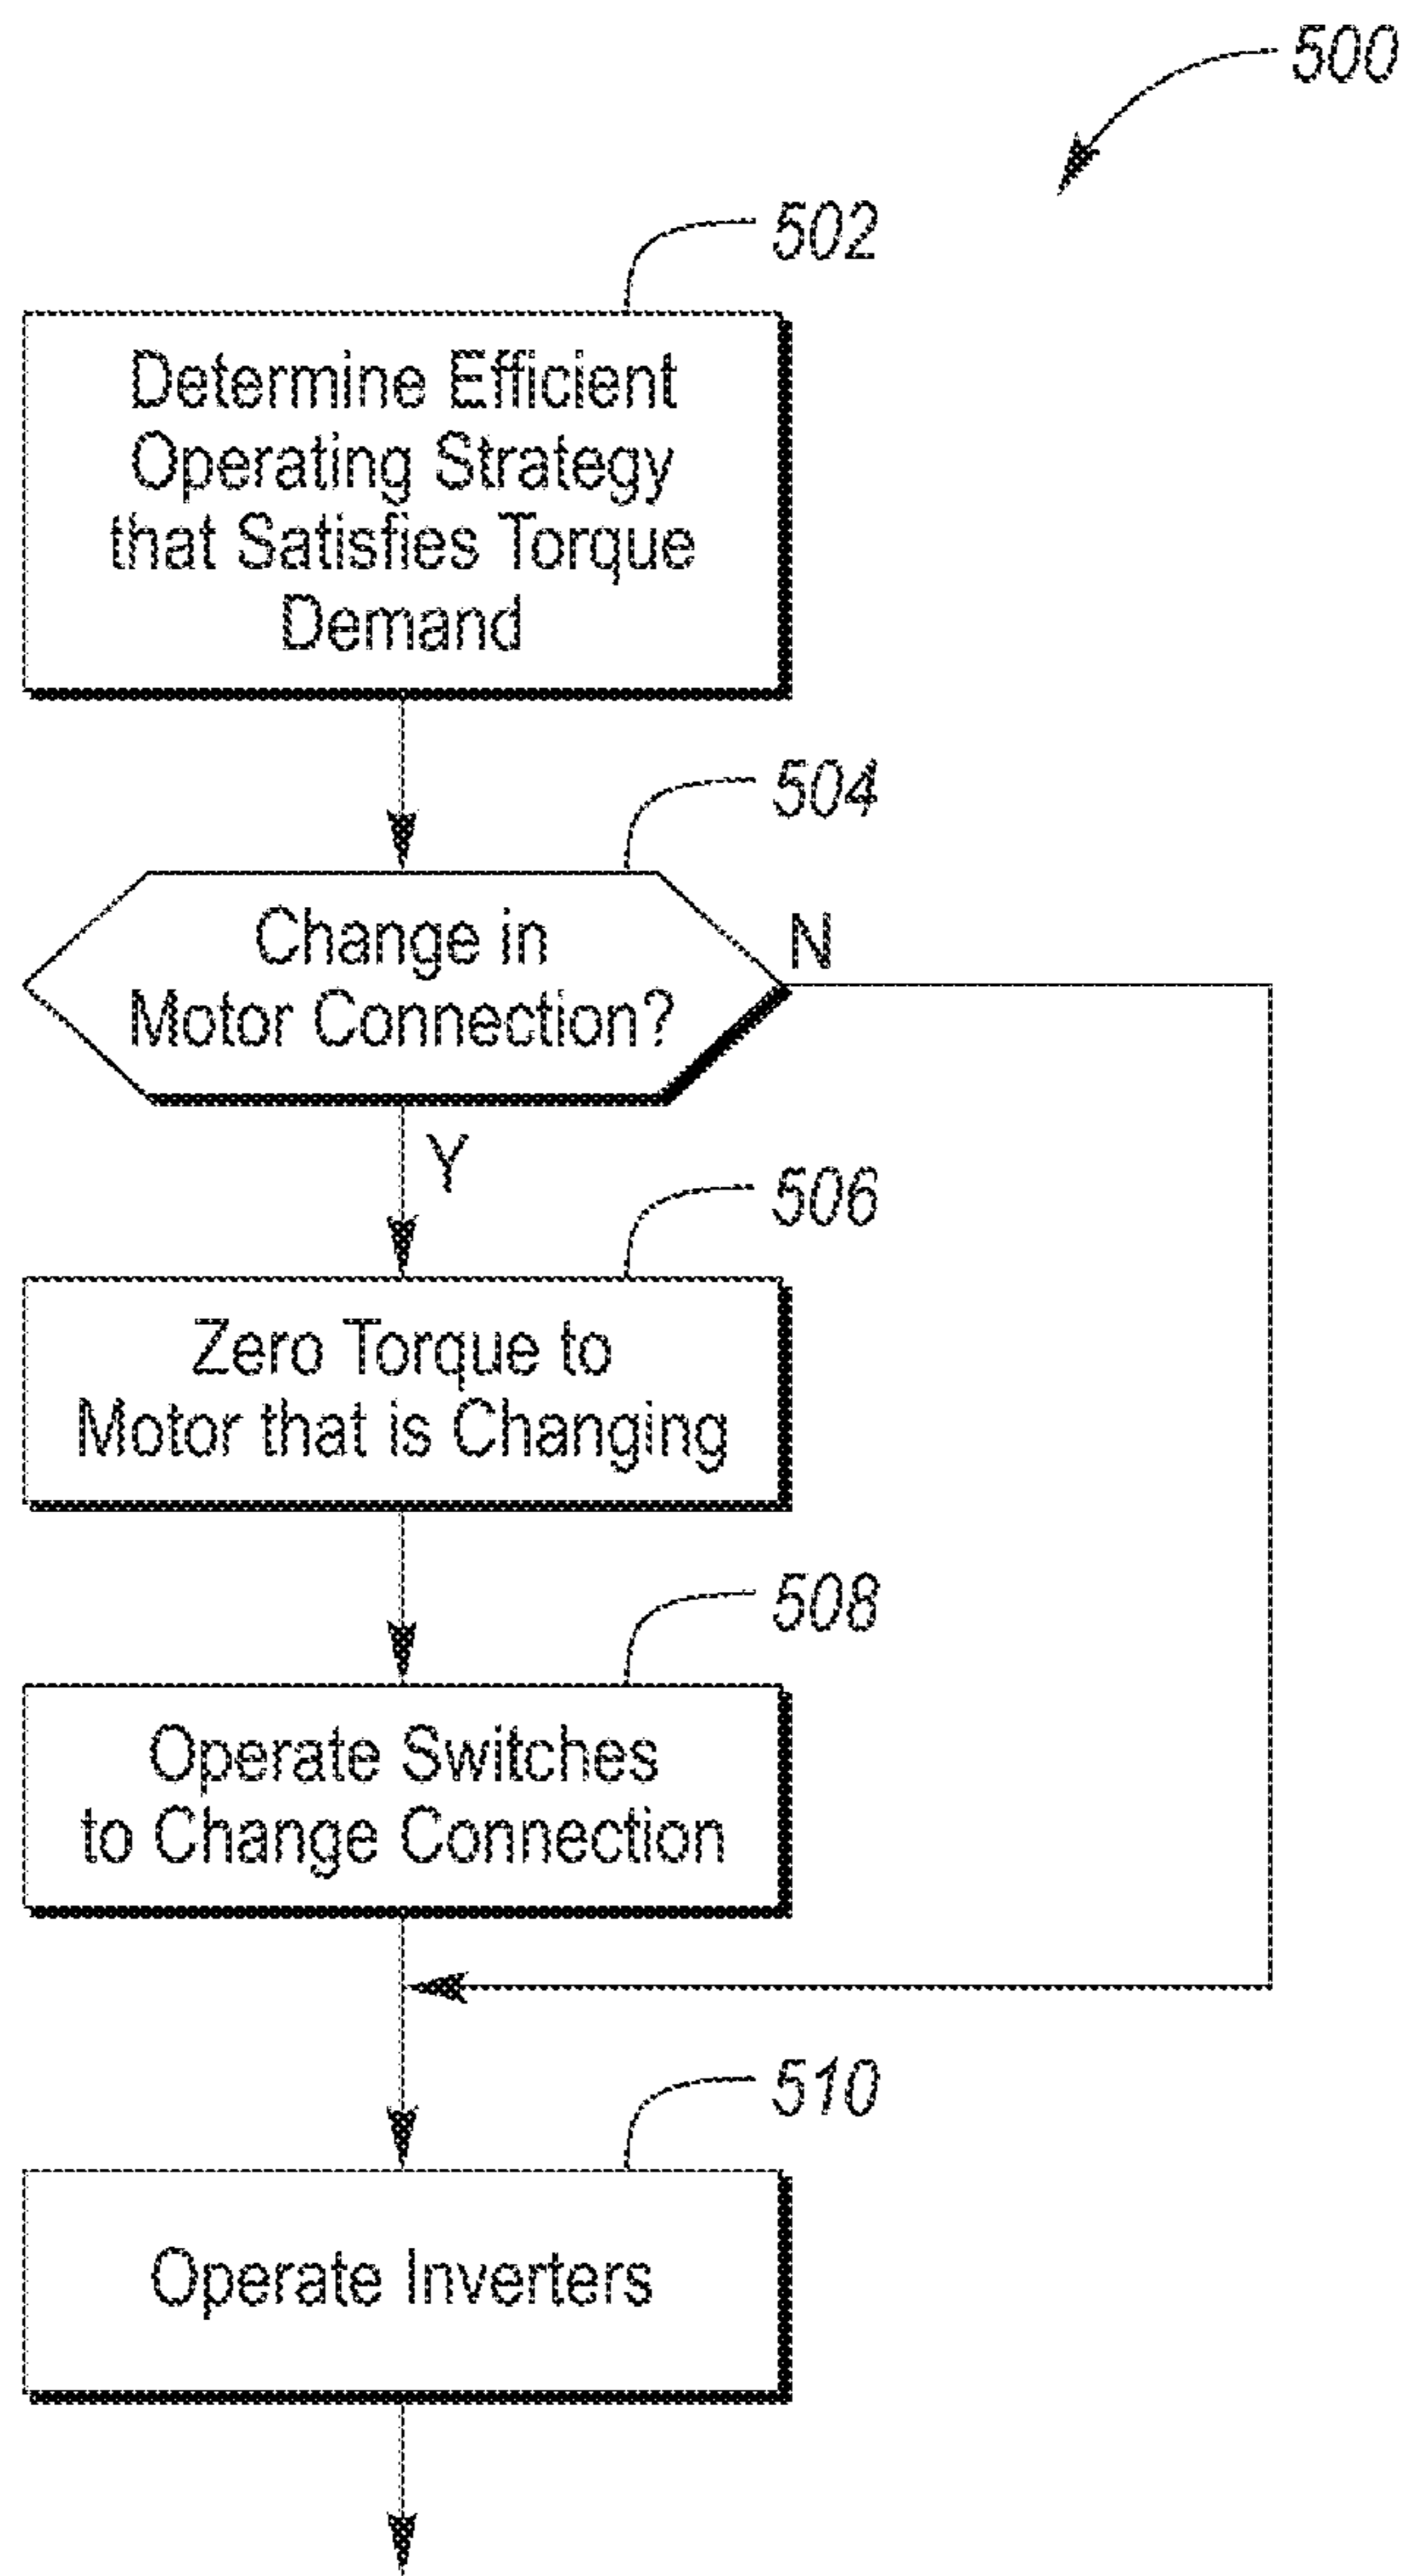 500
502
Determine Efficient
Operating Strategy
that Satisfies Torque
Demand
504
Change in
Motor Connection?
N
Y
506
Zero Torque to
Motor that is Changing
508
Operate Switches
to Change Connection
510
Operate Inverters